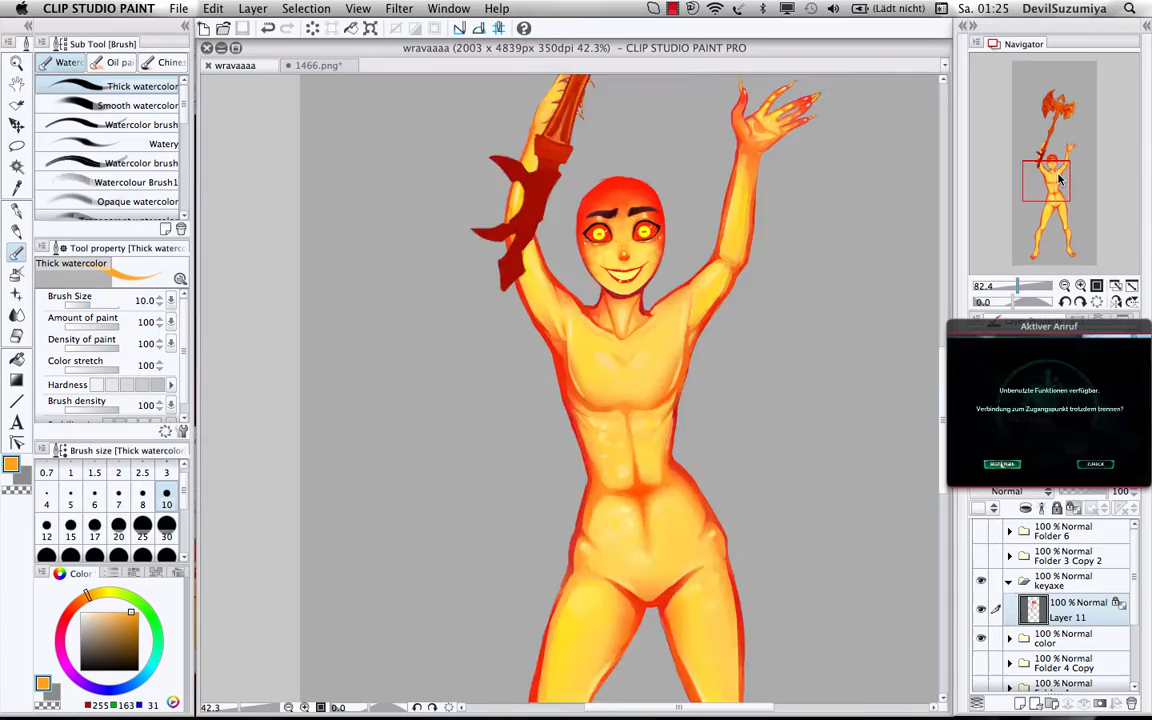 CLIP STUDIO PAINT File Edit Layer Selection View Filter Window Help (Lädt nicht) Sa. 01:25 DevilSuzumiya
Sub Tool [Brush]
wravaaaa (2003 x 4839px 350dpi 42.3%) - CLIP STUDIO PAINT PRO
Navigator
Waterc Oil pai Chine
wravaaaa
1466.png*
Thick watercolor
Smooth watercolor
Watercolor brush
Watery
Watercolor brush
Watercolour Brush1
Opaque watercolor
Tool property [Thick waterc
Thick watercolor
Brush Size 10.0
Amount of paint 100
Density of paint 100
Color stretch 100
Hardness
Brush density 100
82.4
0.0
Aktiver Anruf
Unbenutzte Funktionen verfügbar.
Verbindung zum Zugangspunkt trotzdem brennen?
ZURÜCK
Brush size [Thick watercolor
0.7 1 1.5 2 2.5 3
4 5 6 7 8 10
12 15 17 20 25 30
Color
Normal 100
100 % Normal
Folder 6
100 % Normal
Folder 3 Copy 2
100 % Normal
keyaxe
100 % Normal
Layer 11
100 % Normal
color
100 % Normal
Folder 4 Copy
100 % Normal
255 163 31
42.3 0.0